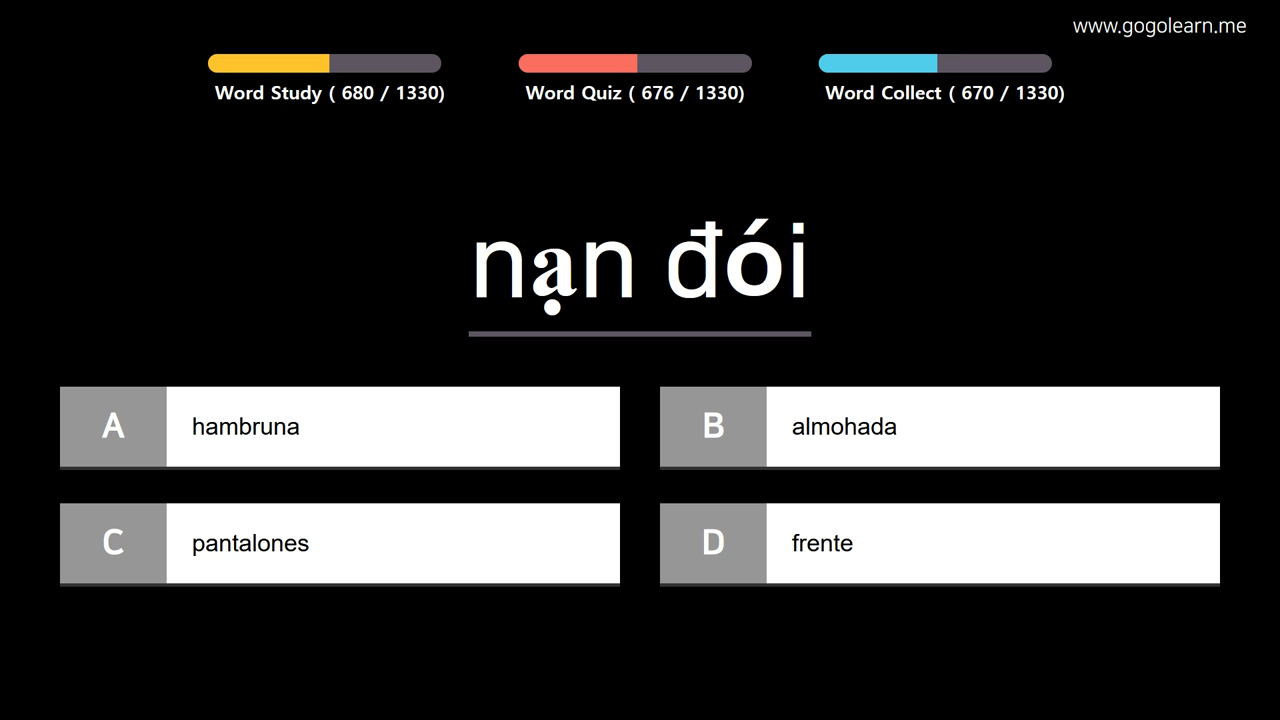 www.gogolearn.me
Word Study ( 680 / 1330)
Word Quiz ( 676 / 1330)
Word Collect ( 670 / 1330)
nạn đói
A hambruna
B almohada
C pantalones
D frente